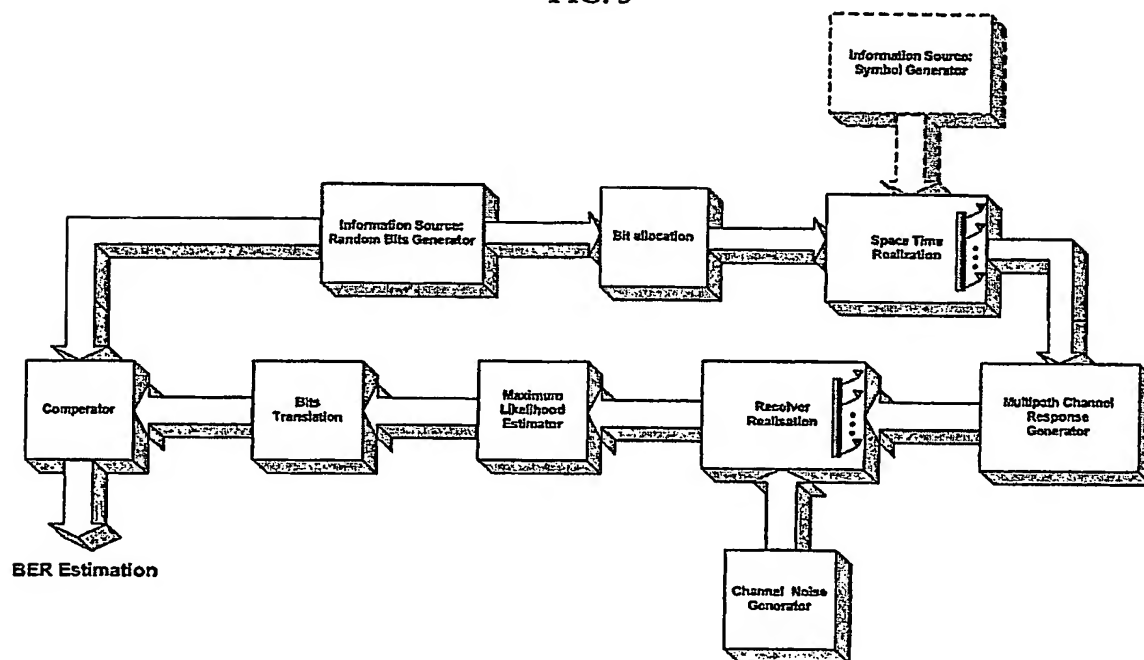 Information Source:
Symbol Generator
Information Source:
Random Bits Generator
Bit allocation
Space Time
Realization
Comperator
Bits
Translation
Maximum
Likelihood
Estimator
Receiver
Realisation
Multipath Channel
Response
Generator
BER Estimation
Channel Noise
Generator